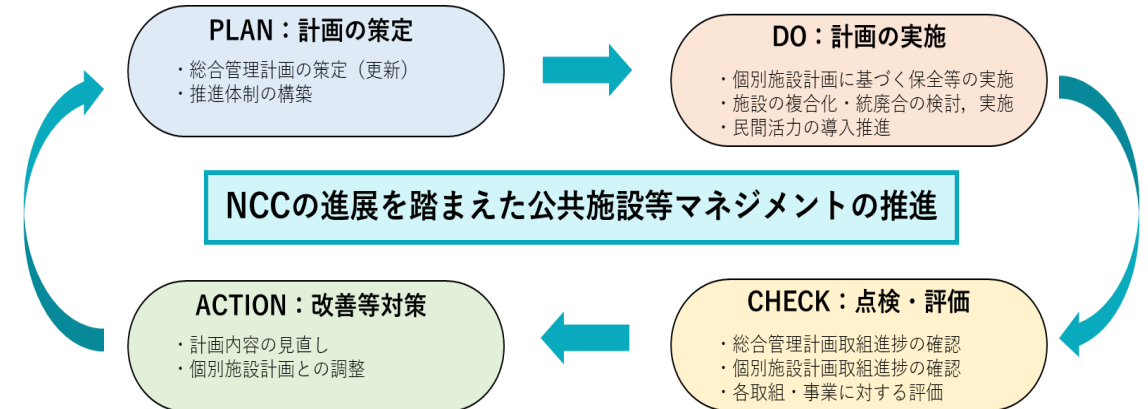 PLAN：計画の策定
・総合管理計画の策定（更新）
・推進体制の構築
DO：計画の実施
・個別施設計画に基づく保全等の実施
・施設の複合化・統廃合の検討，実施
・民間活力の導入推進
NCCの進展を踏まえた公共施設等マネジメントの推進
ACTION：改善等対策
・計画内容の見直し
・個別施設計画との調整
CHECK：点検・評価
・総合管理計画取組進捗の確認
・個別施設計画取組進捗の確認
・各取組・事業に対する評価